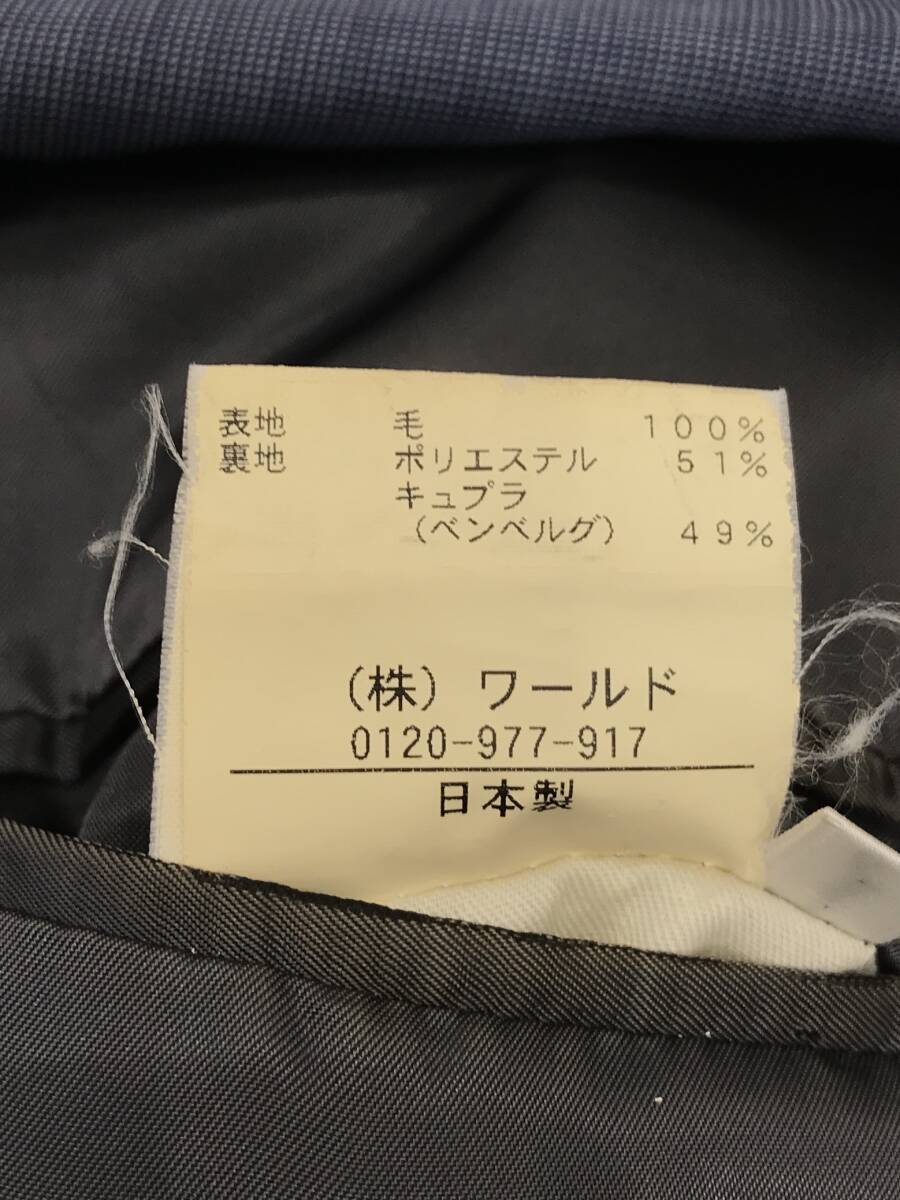 表地 毛 100%
裏地 ポリエステル 51%
キュプラ
(ベンベルグ) 49%
(株) ワールド
0120-977-917
日本製